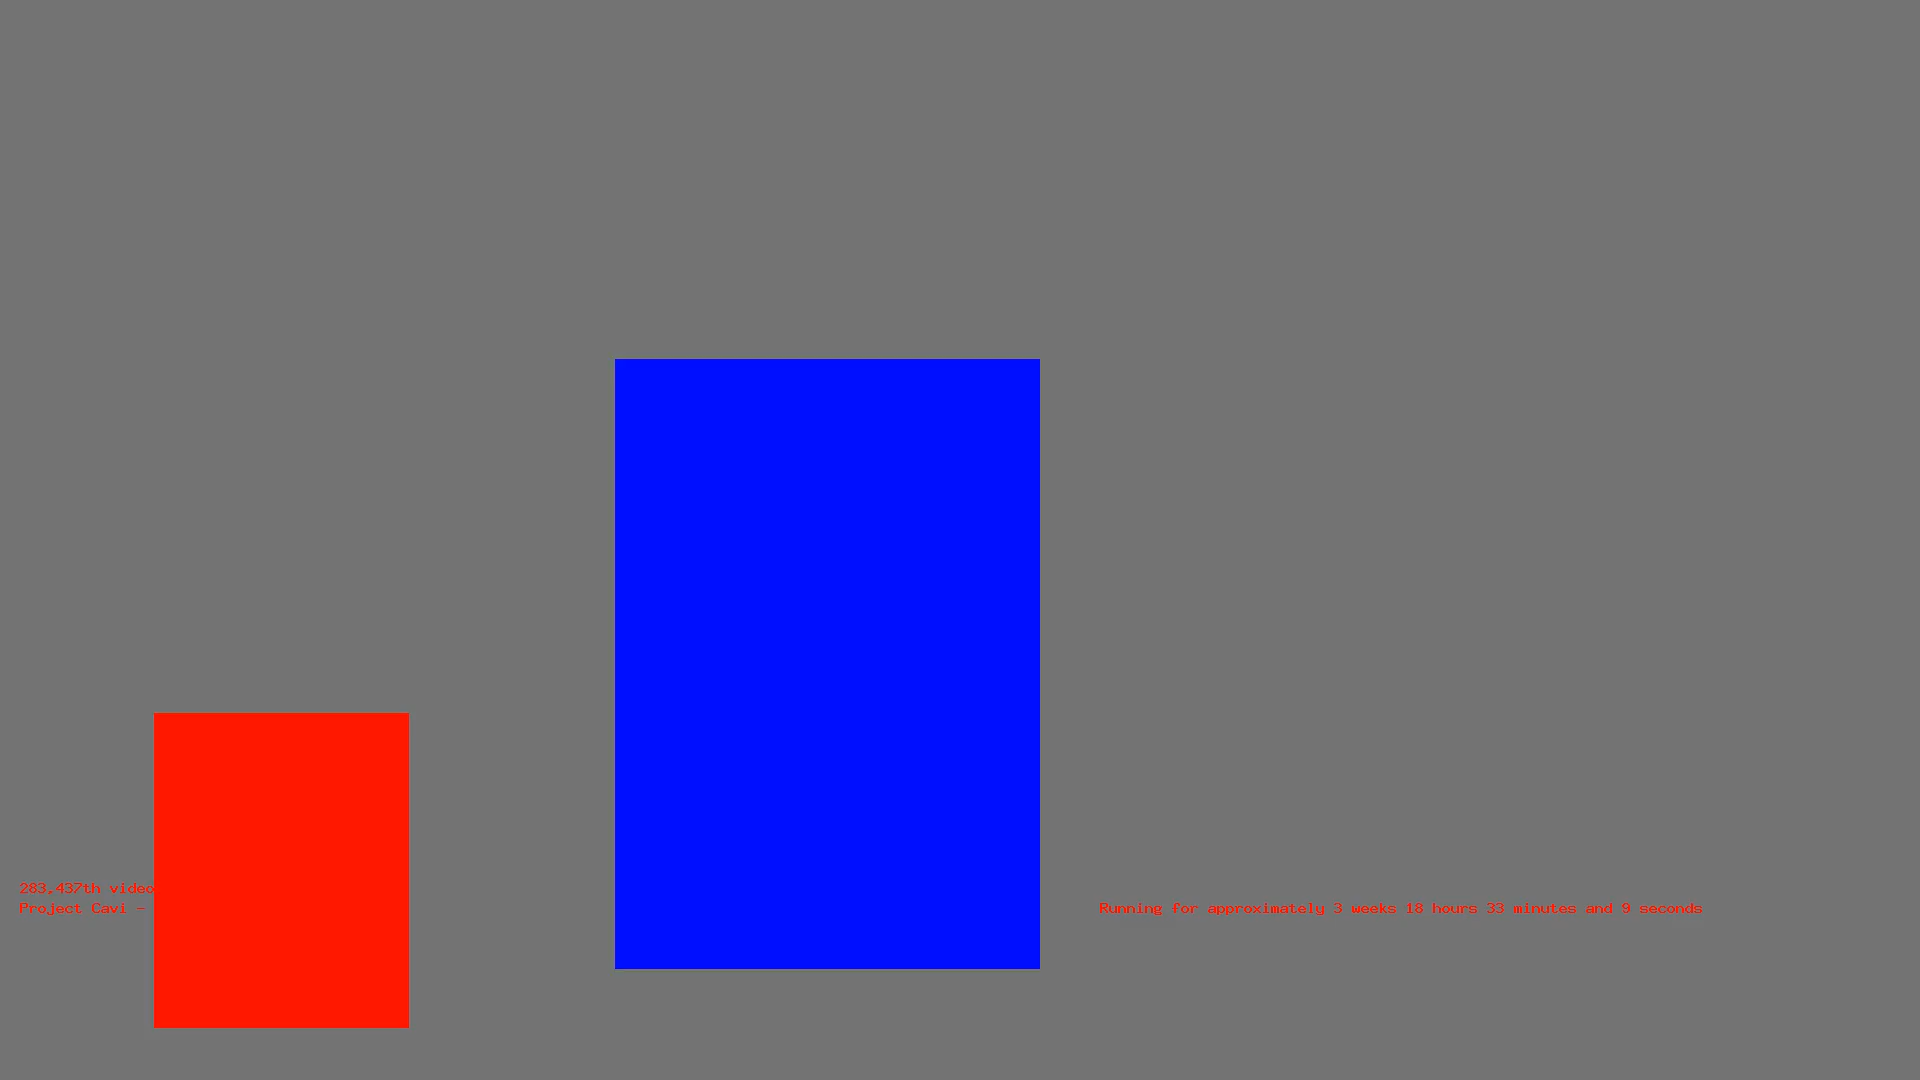 283,437th video
Project Cavi -
Running for approximately 3 weeks 18 hours 33 minutes and 9 seconds